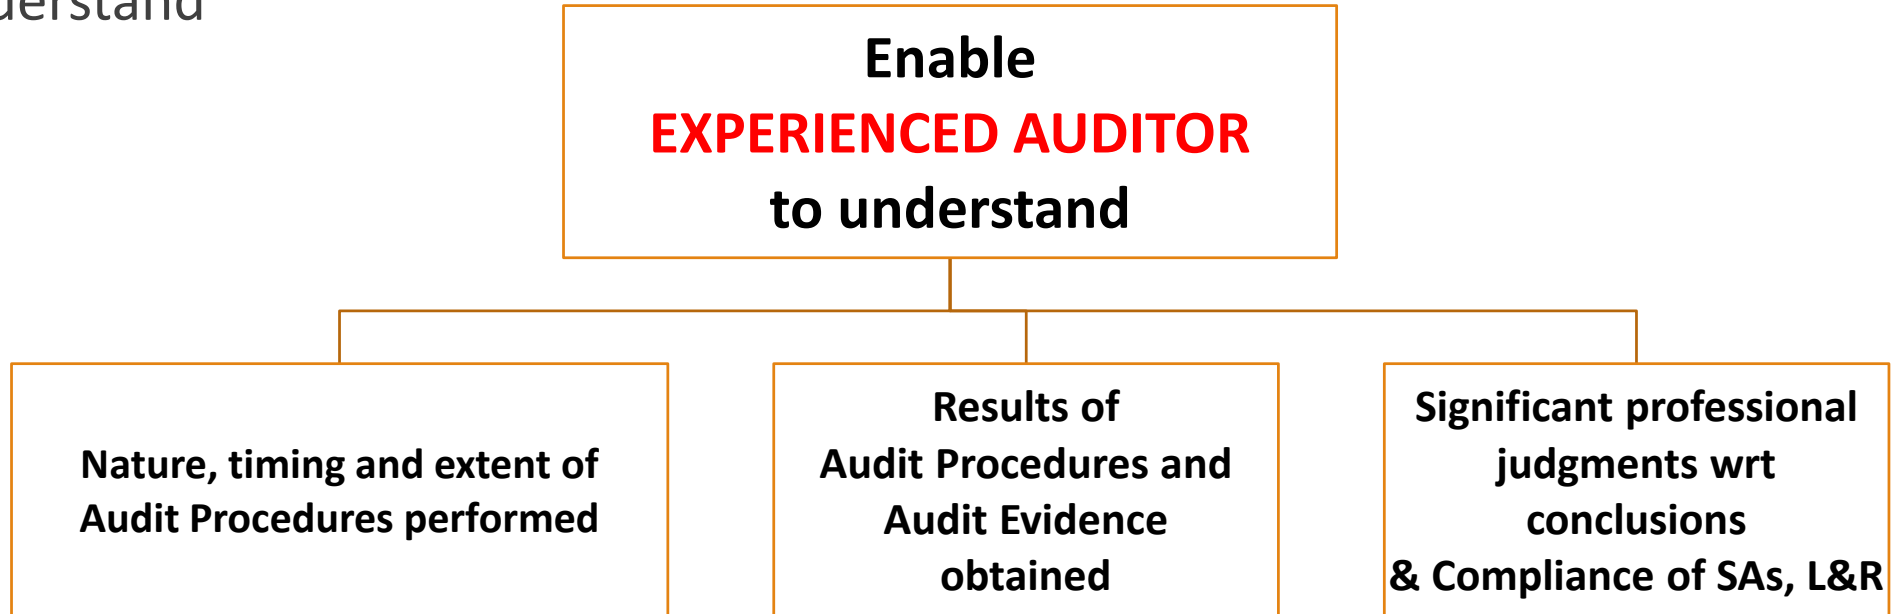 Enable
EXPERIENCED AUDITOR
to understand
Nature, timing and extent of
Audit Procedures performed
Results of
Audit Procedures and
Audit Evidence
obtained
Significant professional
judgments wrt
conclusions
& Compliance of SAs, L&R